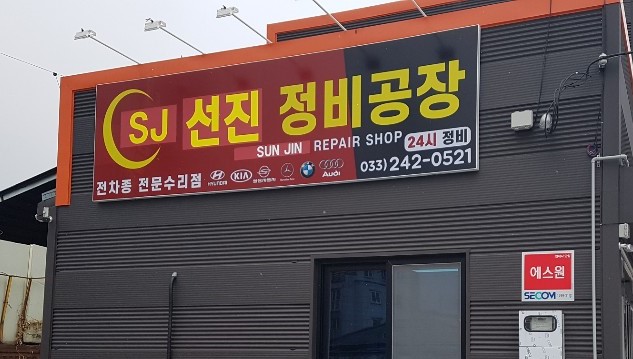 SJ 선진 정비공장
SUN JIN REPAIR SHOP 24시 정비
전차종 전문수리점 HYUNDAI KIA BMW Audi 033)242-0521
에스원
SECOM